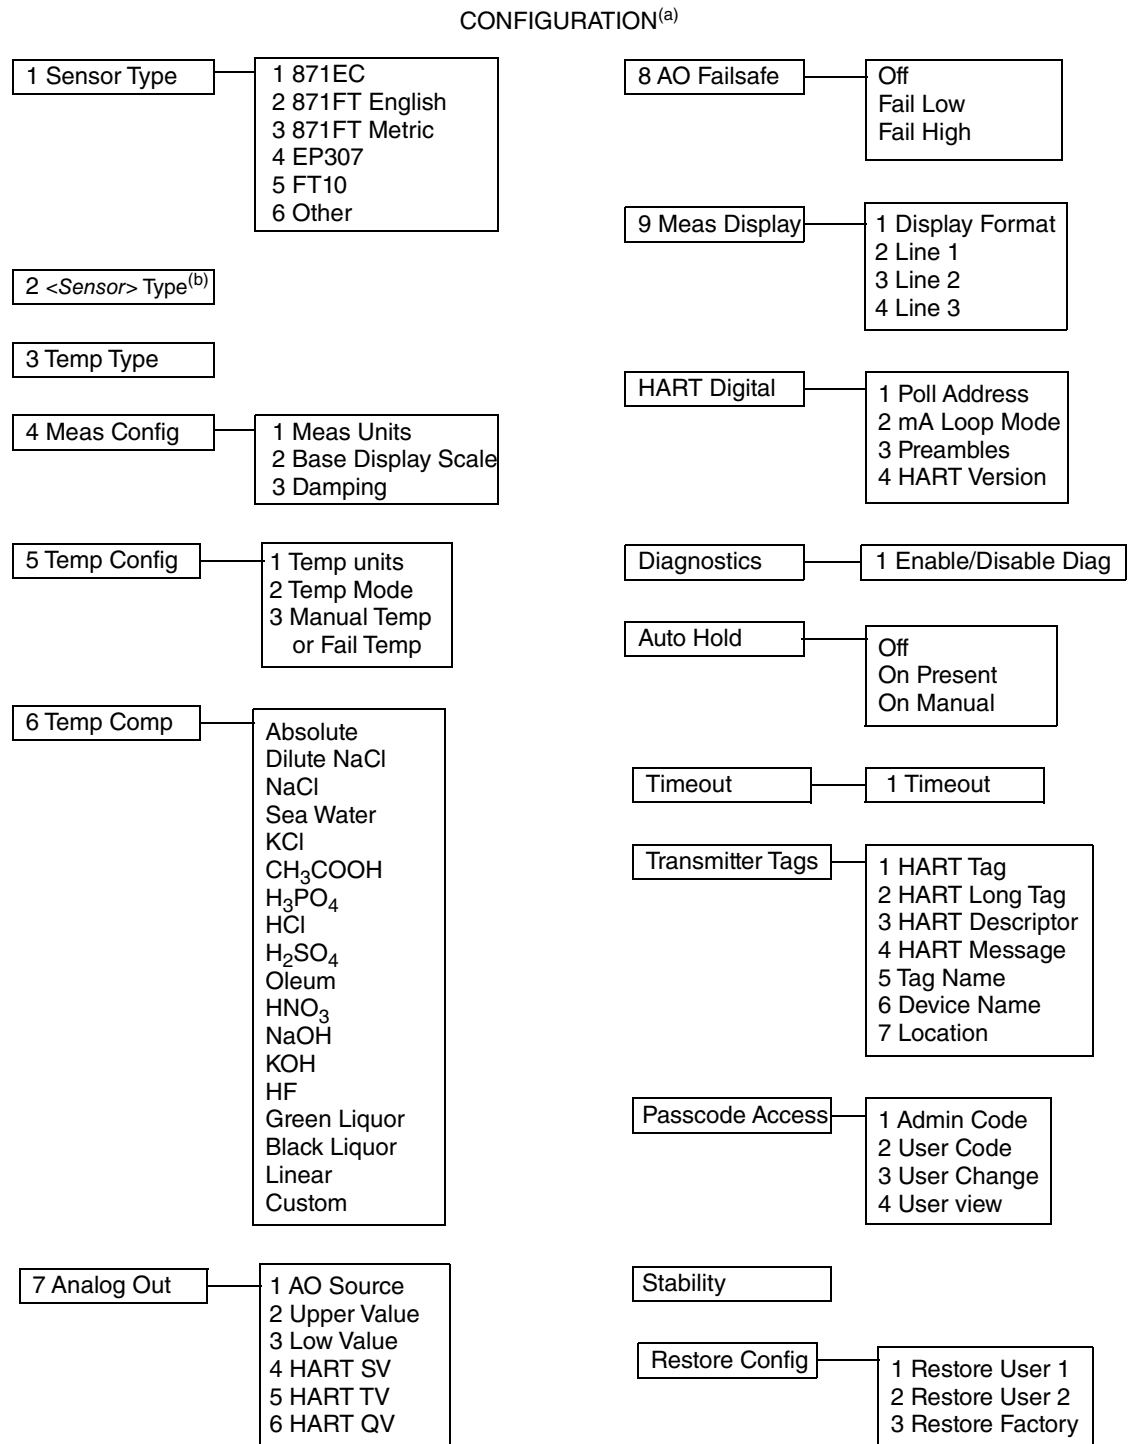 CONFIGURATION(a)
1 Sensor Type
1 871EC
2 871FT English
3 871FT Metric
4 EP307
5 FT10
6 Other
2 <Sensor> Type(b)
3 Temp Type
4 Meas Config
1 Meas Units
2 Base Display Scale
3 Damping
5 Temp Config
1 Temp units
2 Temp Mode
3 Manual Temp
or Fail Temp
6 Temp Comp
Absolute
Dilute NaCl
NaCl
Sea Water
KCl
CH3COOH
H3PO4
HCl
H2SO4
Oleum
HNO3
NaOH
KOH
HF
Green Liquor
Black Liquor
Linear
Custom
7 Analog Out
1 AO Source
2 Upper Value
3 Low Value
4 HART SV
5 HART TV
6 HART QV
8 AO Failsafe
Off
Fail Low
Fail High
9 Meas Display
1 Display Format
2 Line 1
3 Line 2
4 Line 3
HART Digital
1 Poll Address
2 mA Loop Mode
3 Preambles
4 HART Version
Diagnostics
1 Enable/Disable Diag
Auto Hold
Off
On Present
On Manual
Timeout
1 Timeout
Transmitter Tags
1 HART Tag
2 HART Long Tag
3 HART Descriptor
4 HART Message
5 Tag Name
6 Device Name
7 Location
Passcode Access
1 Admin Code
2 User Code
3 User Change
4 User view
Stability
Restore Config
1 Restore User 1
2 Restore User 2
3 Restore Factory